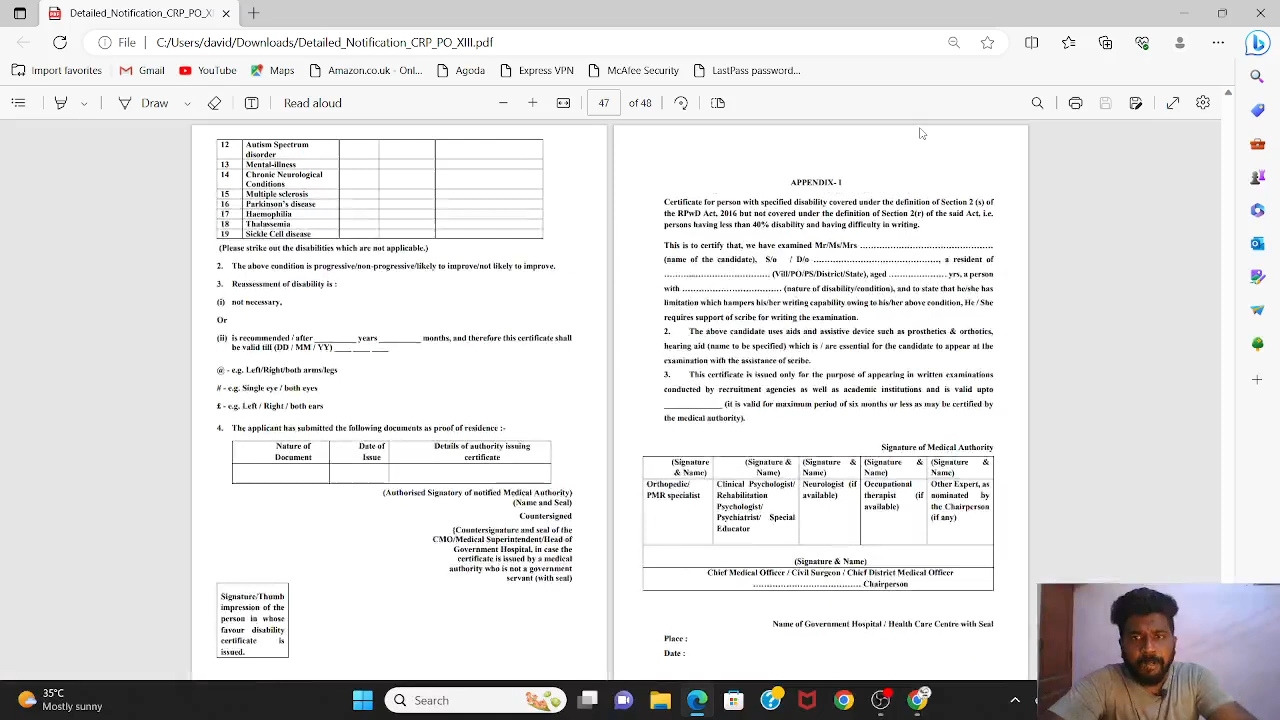 Detailed_Notification_CRP_PO_XI
File
C:/Users/david/Downloads/Detailed_Notification_CRP_PO_XIII.pdf
Import favorites
Gmail
YouTube
Maps
Amazon.co.uk - Onl...
Agoda
Express VPN
McAfee Security
LastPass password...
Draw
Read aloud
47
of 48
12 Autism Spectrum
disorder
13 Mental-illness
14 Chronic Neurological
Conditions
15 Multiple sclerosis
16 Parkinson's disease
17 Haemophilia
18 Thalassemia
19 Sickle Cell disease
(Please strike out the disabilities which are not applicable.)
2. The above condition is progressive/non-progressive/likely to improve/not likely to improve.
3. Reassessment of disability is :
(i) not necessary,
Or
(ii) is recommended / after _________ years _________ months, and therefore this certificate shall
be valid till (DD / MM / YY) ____ ____ ____
@ - e.g. Left/Right/both arms/legs
# - e.g. Single eye / both eyes
£ - e.g. Left / Right / both ears
4. The applicant has submitted the following documents as proof of residence :-
Nature of Date of Details of authority issuing
Document Issue certificate
(Authorised Signatory of notified Medical Authority)
(Name and Seal)
Countersigned
{Countersignature and seal of the
CMO/Medical Superintendent/Head of
Government Hospital, in case the
certificate is issued by a medical
authority who is not a government
servant (with seal)
Signature/Thumb
impression of the
person in whose
favour disability
certificate is
issued.
APPENDIX- I
Certificate for person with specified disability covered under the definition of Section 2 (s) of
the RPwD Act, 2016 but not covered under the definition of Section 2(r) of the said Act, i.e.
persons having less than 40% disability and having difficulty in writing.
This is to certify that, we have examined Mr/Ms/Mrs ……………………………………
(name of the candidate), S/o / D/o …………………………………, a resident of
……………………………(Vill/PO/PS/District/State), aged ……………… yrs, a person
with ………………………… (nature of disability/condition), and to state that he/she has
limitation which hampers his/her writing capability owing to his/her above condition, He / She
requires support of scribe for writing the examination.
2. The above candidate uses aids and assistive device such as prosthetics & orthotics,
hearing aid (name to be specified) which is / are essential for the candidate to appear at the
examination with the assistance of scribe.
3. This certificate is issued only for the purpose of appearing in written examinations
conducted by recruitment agencies as well as academic institutions and is valid upto
____________ (it is valid for maximum period of six months or less as may be certified by
the medical authority).
Signature of Medical Authority
(Signature (Signature & (Signature & (Signature & (Signature &
& Name) Name) Name) Name) Name)
Orthopedic/ Clinical Psychologist/ Neurologist (if Occupational Other Expert, as
PMR specialist Rehabilitation available) therapist (if nominated by
Psychologist/ available) the Chairperson
Psychiatrist/ Special (if any)
Educator
(Signature & Name)
Chief Medical Officer / Civil Surgeon / Chief District Medical Officer
……………………………… Chairperson
Name of Government Hospital / Health Care Centre with Seal
Place :
Date :
35°C
Mostly sunny
Search